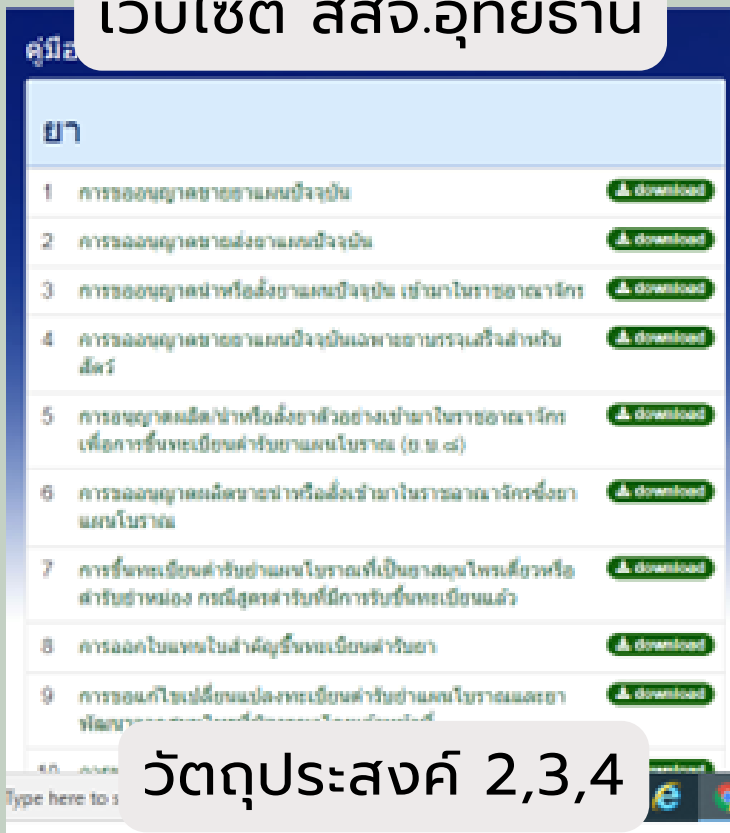 เว็บไซต์ สสจ.อุทัยธานี
คู่มือ
ยา
1 การขออนุญาตขายยาแผนปัจจุบัน download
2 การขออนุญาตขายส่งยาแผนปัจจุบัน download
3 การขออนุญาตนำหรือสั่งยาแผนปัจจุบัน เข้ามาในราชอาณาจักร download
4 การขออนุญาตขายยาแผนปัจจุบันเฉพาะยาบรรจุเสร็จสำหรับ download
สัตว์
5 การอนุญาตผลิต/นำหรือสั่งยาตัวอย่างเข้ามาในราชอาณาจักร download
เพื่อการขึ้นทะเบียนตำรับยาแผนโบราณ (ย.บ.๘)
6 การขออนุญาตผลิตขายนำหรือสั่งเข้ามาในราชอาณาจักรซึ่งยา download
แผนโบราณ
7 การขึ้นทะเบียนตำรับยาแผนโบราณที่เป็นยาสมุนไพรเดี่ยวหรือ download
ตำรับยาหม่อง กรณีสูตรตำรับที่มีการรับขึ้นทะเบียนแล้ว
8 การออกใบแทนใบสำคัญขึ้นทะเบียนตำรับยา download
9 การขอแก้ไขเปลี่ยนแปลงทะเบียนตำรับยาแผนโบราณและยา download
10 download
วัตถุประสงค์ 2,3,4
Type here to s